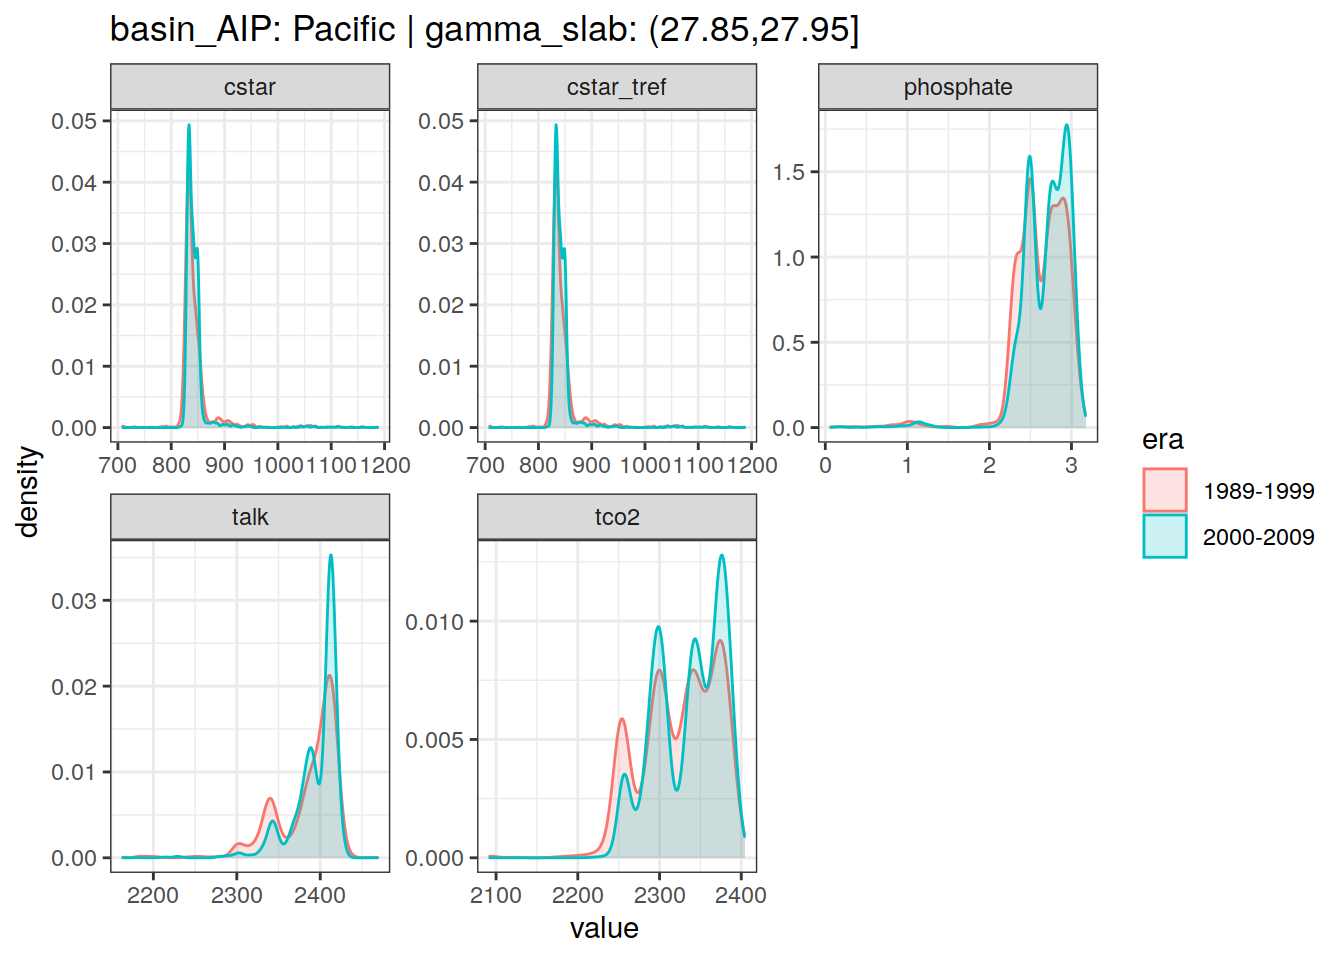 basin_AIP: Pacific | gamma_slab: (27.85,27.95]
cstar
cstar_tref
phosphate
0.05
0.04
0.03
0.02
0.01
0.00
700 800 900 1000 1100 1200
0.05
0.04
0.03
0.02
0.01
0.00
700 800 900 1000 1100 1200
1.5
1.0
0.5
0.0
0 1 2 3
density
talk
tco2
0.03
0.02
0.01
0.00
2200 2300 2400
0.010
0.005
0.000
2100 2200 2300 2400
value
era
1989-1999
2000-2009